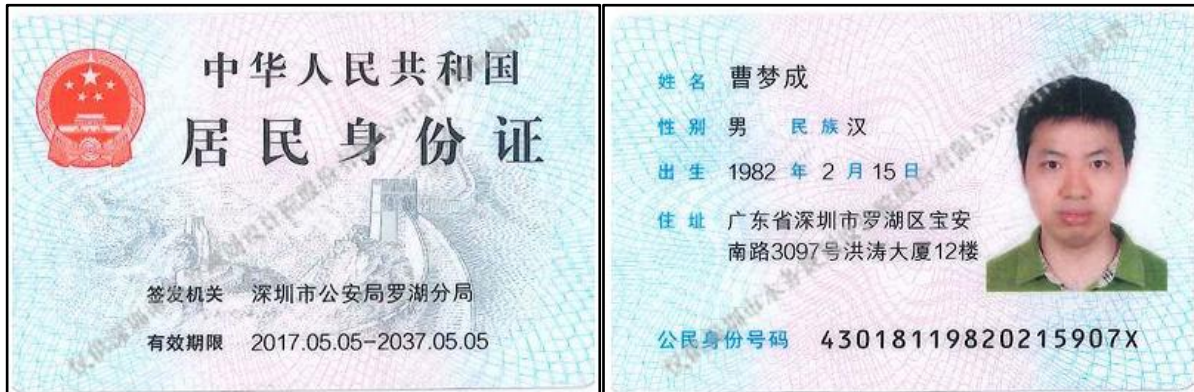 中华人民共和国
居民身份证
签发机关 深圳市公安局罗湖分局
有效期限 2017.05.05-2037.05.05
姓名 曹梦成
性别 男 民族 汉
出生 1982 年 2 月 15 日
住址 广东省深圳市罗湖区宝安
南路3097号洪涛大厦12楼
公民身份号码 43018119820215907X